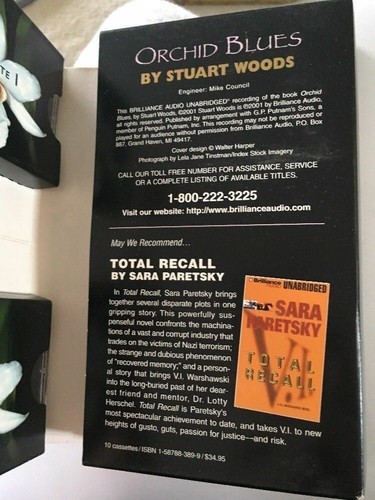 TE 1
ORCHID BLUES
BY STUART WOODS
Engineer: Mike Council
This BRILLIANCE AUDIO UNABRIDGED recording of the book Orchid
Blues, by Stuart Woods, ©2001 Stuart Woods is ℗2001 by Brilliance Audio,
all rights reserved. Published by arrangement with G.P. Putnam's Sons, a
member of Penguin Putnam, Inc. This recording may not be reproduced or
played for an audience without permission from Brilliance Audio, P.O. Box
887, Grand Haven, MI 49417.
Cover design © Walter Harper
Photograph by Lela Jane Tinstman/Index Stock Imagery
CALL OUR TOLL FREE NUMBER FOR ASSISTANCE, SERVICE
OR A COMPLETE LISTING OF AVAILABLE TITLES.
1-800-222-3225
Visit our website: http://www.brillianceaudio.com
May We Recommend...
TOTAL RECALL
BY SARA PARETSKY
In Total Recall, Sara Paretsky brings
together several disparate plots in one
gripping story. This powerfully sus-
penseful novel confronts the machina-
tions of a vast and corrupt industry that
trades on the victims of Nazi terrorism;
the strange and dubious phenomenon
of "recovered memory;" and a person-
al story that brings V.I. Warshawski
into the long-buried past of her dear-
est friend and mentor, Dr. Lotty
Herschel. Total Recall is Paretsky's
most spectacular achievement to date, and takes V.I. to new
heights of gusto, guts, passion for justice—and risk.
10 cassettes/ISBN 1-58788-389-9/$34.95
Brilliance UNABRIDGED
SARA
PARETSKY
TOTAL
RECALL